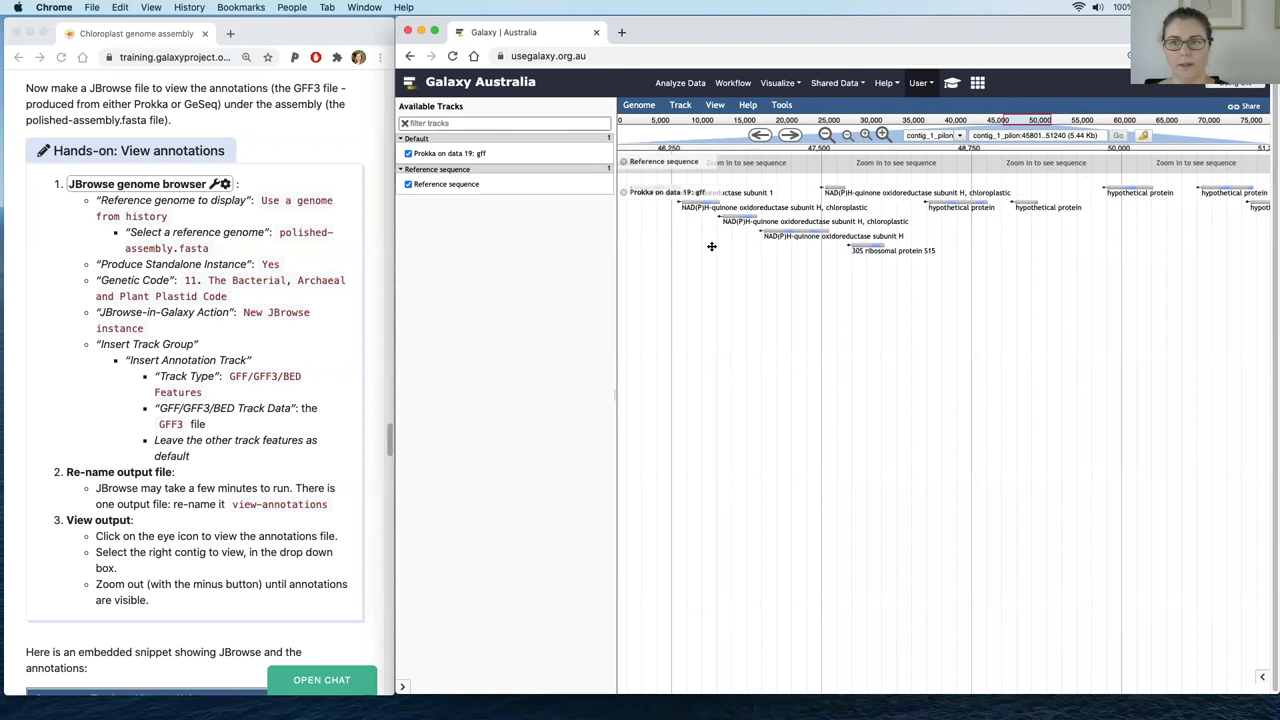 Chrome File Edit View History Bookmarks People Tab Window Help 100%
Chloroplast genome assembly
training.galaxyproject.o...
Now make a JBrowse file to view the annotations (the GFF3 file -
produced from either Prokka or GeSeq) under the assembly (the
polished-assembly.fasta file).
Hands-on: View annotations
1. JBrowse genome browser :
"Reference genome to display": Use a genome
from history
"Select a reference genome": polished-
assembly.fasta
"Produce Standalone Instance": Yes
"Genetic Code": 11. The Bacterial, Archaeal
and Plant Plastid Code
"JBrowse-in-Galaxy Action": New JBrowse
instance
"Insert Track Group"
"Insert Annotation Track"
"Track Type": GFF/GFF3/BED
Features
"GFF/GFF3/BED Track Data": the
GFF3 file
Leave the other track features as
default
2. Re-name output file:
JBrowse may take a few minutes to run. There is
one output file: re-name it view-annotations
3. View output:
Click on the eye icon to view the annotations file.
Select the right contig to view, in the drop down
box.
Zoom out (with the minus button) until annotations
are visible.
Here is an embedded snippet showing JBrowse and the
annotations:
OPEN CHAT
Galaxy | Australia
usegalaxy.org.au
Galaxy Australia Analyze Data Workflow Visualize Shared Data Help User
Available Tracks
filter tracks
Default 1
Prokka on data 19: gff
Reference sequence 1
Reference sequence
Genome Track View Help Tools Share
0 5,000 10,000 15,000 20,000 25,000 30,000 35,000 40,000 45,000 50,000 55,000 60,000 65,000 70,000 75,000
contig_1_pilon contig_1_pilon:45801..51240 (5.44 Kb) Go
46,250 47,500 48,750 50,000
Reference sequence Zoom in to see sequence Zoom in to see sequence Zoom in to see sequence Zoom in to see sequence
Prokka on data 19: gff reductase subunit 1 NAD(P)H-quinone oxidoreductase subunit H, chloroplastic hypothetical protein hypothetical protein
NAD(P)H-quinone oxidoreductase subunit H, chloroplastic hypothetical protein hypothetical protein hypoth
NAD(P)H-quinone oxidoreductase subunit H, chloroplastic
NAD(P)H-quinone oxidoreductase subunit H
30S ribosomal protein S15